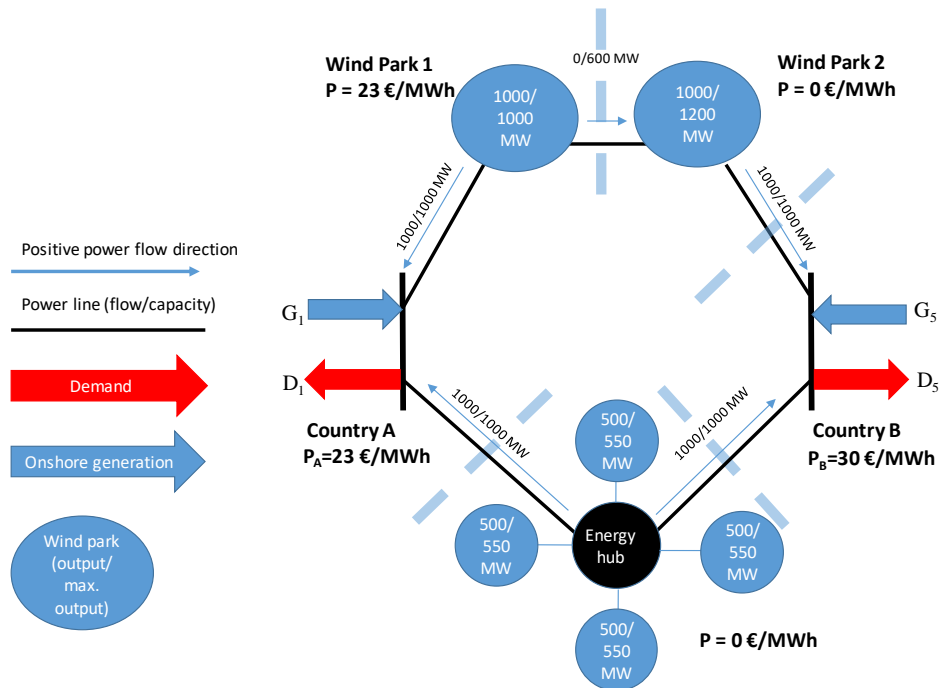 0/600 MW
Wind Park 1
P = 23 €/MWh
Wind Park 2
P = 0 €/MWh
1000/
1000
MW
1000/
1200
MW
1000/1000 MW
1000/1000 MW
Positive power flow direction
Power line (flow/capacity)
Demand
Onshore generation
Wind park
(output/
max.
output)
G1
D1
G5
D5
Country A
PA=23 €/MWh
Country B
PB=30 €/MWh
1000/1000 MW
1000/1000 MW
500/
550
MW
500/
550
MW
Energy
hub
500/
550
MW
500/
550
MW
P = 0 €/MWh